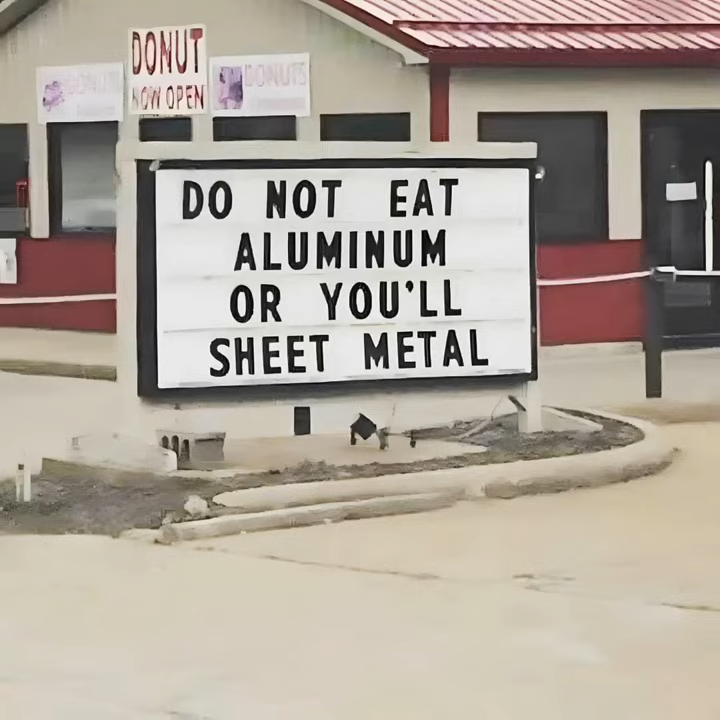 DONUT
NOW OPEN
DONUTS
DO NOT EAT
ALUMINUM
OR YOU'LL
SHEET METAL